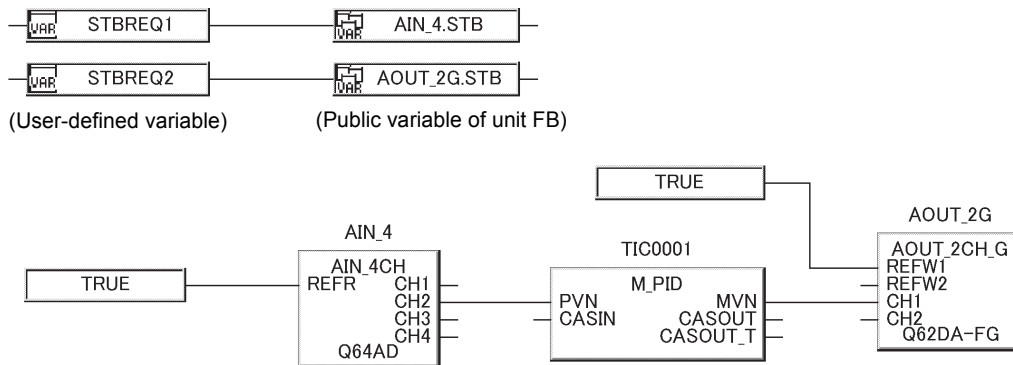 VAR STBREQ1 VAR AIN_4.STB
VAR STBREQ2 VAR AOUT_2G.STB
(User-defined variable) (Public variable of unit FB)
TRUE
AOUT_2G
AIN_4 TIC0001
AOUT_2CH_G
AIN_4CH M_PID REFW1
TRUE REFR CH1 REFW2
CH2 PVN MVN CH1
CH3 CASIN CASOUT CH2
CH4 CASOUT_T Q62DA-FG
Q64AD